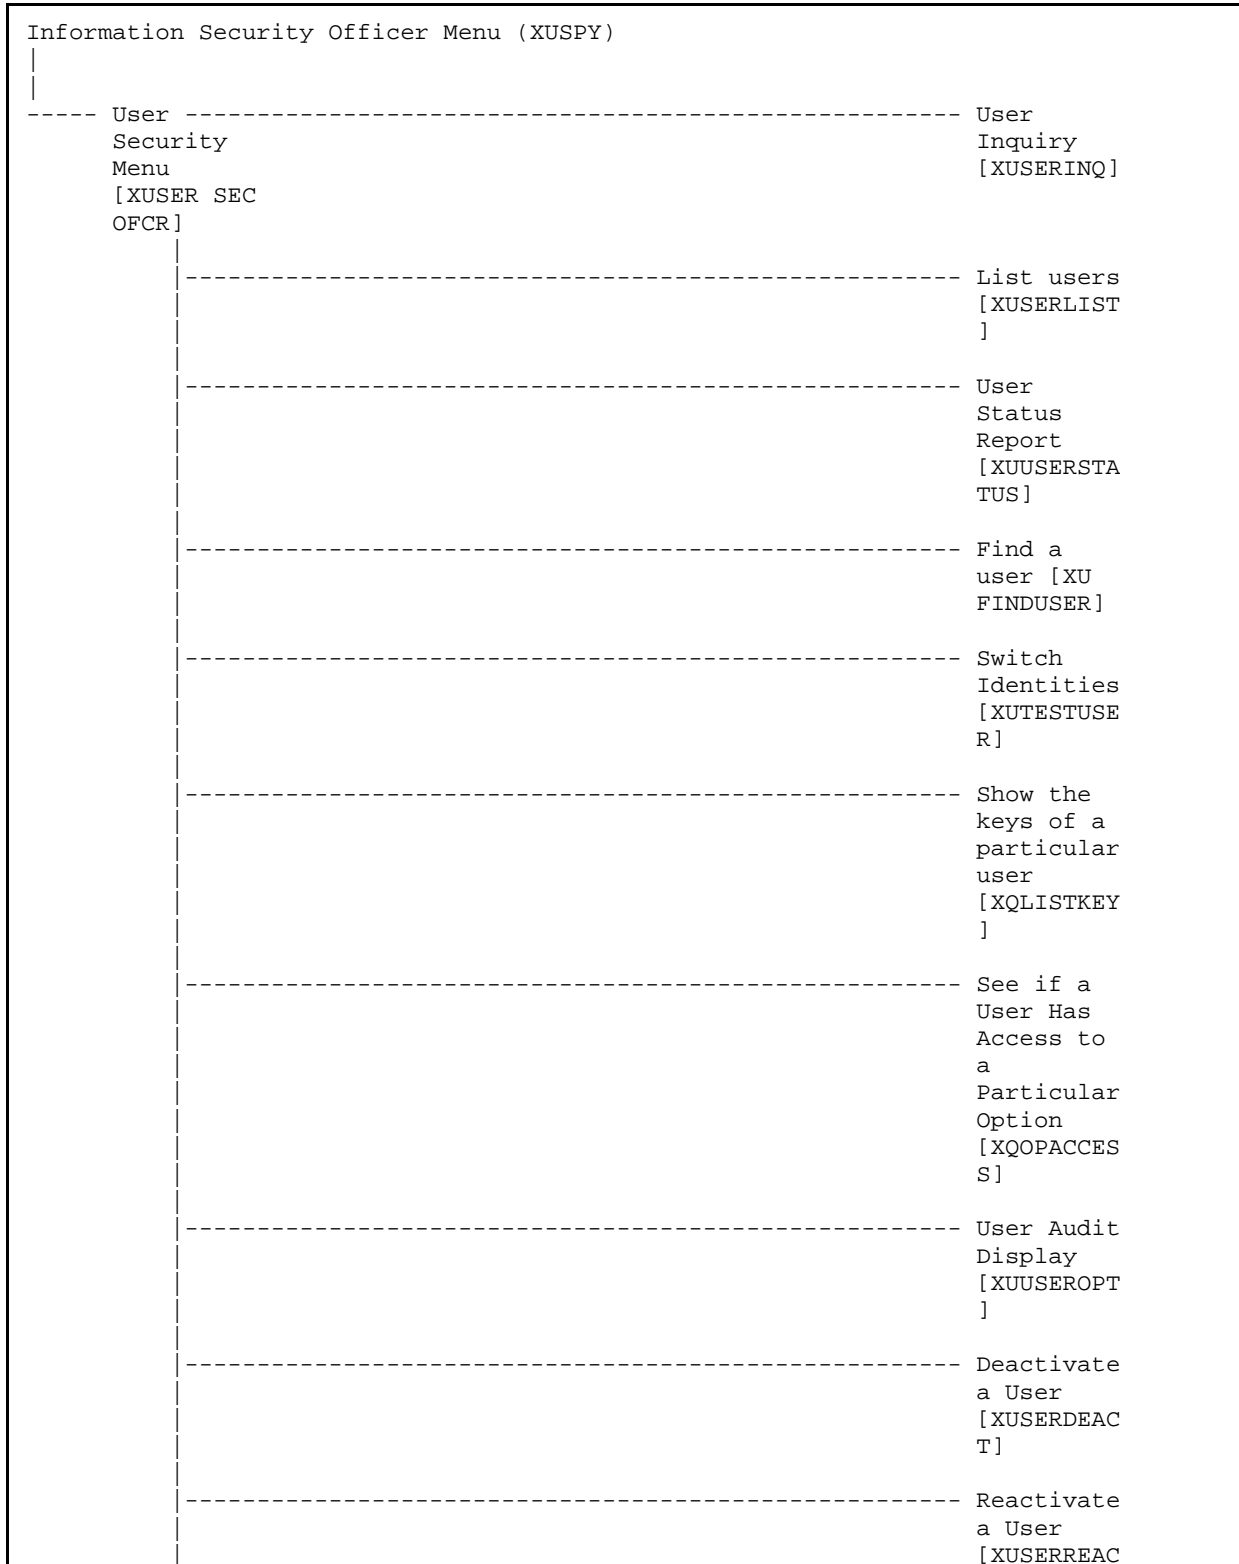 Information Security Officer Menu (XUSPY)
|
|
----- User ------------------------------------------------------ User
Security Inquiry
Menu [XUSERINQ]
[XUSER SEC
OFCR]
|
|------------------------------------------------------ List users
[XUSERLIST
]
|------------------------------------------------------ User
Status
Report
[XUUSERSTA
TUS]
|------------------------------------------------------ Find a
user [XU
FINDUSER]
|------------------------------------------------------ Switch
Identities
[XUTESTUSE
R]
|------------------------------------------------------ Show the
keys of a
particular
user
[XQLISTKEY
]
|------------------------------------------------------ See if a
User Has
Access to
a
Particular
Option
[XQOPACCES
S]
|------------------------------------------------------ User Audit
Display
[XUUSEROPT
]
|------------------------------------------------------ Deactivate
a User
[XUSERDEAC
T]
|------------------------------------------------------ Reactivate
a User
[XUSERREAC